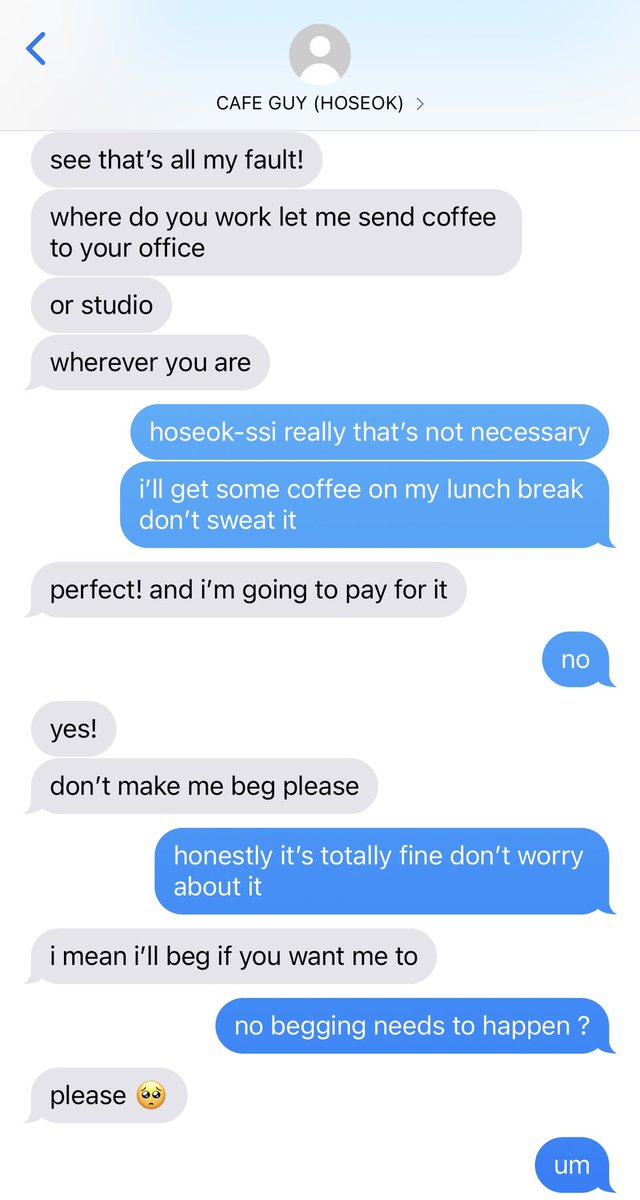 CAFE GUY (HOSEOK)
see that’s all my fault!
where do you work let me send coffee
to your office
or studio
wherever you are
hoseok-ssi really that’s not necessary
i’ll get some coffee on my lunch break
don’t sweat it
perfect! and i’m going to pay for it
no
yes!
don’t make me beg please
honestly it’s totally fine don’t worry
about it
i mean i’ll beg if you want me to
no begging needs to happen ?
please 🥺
um